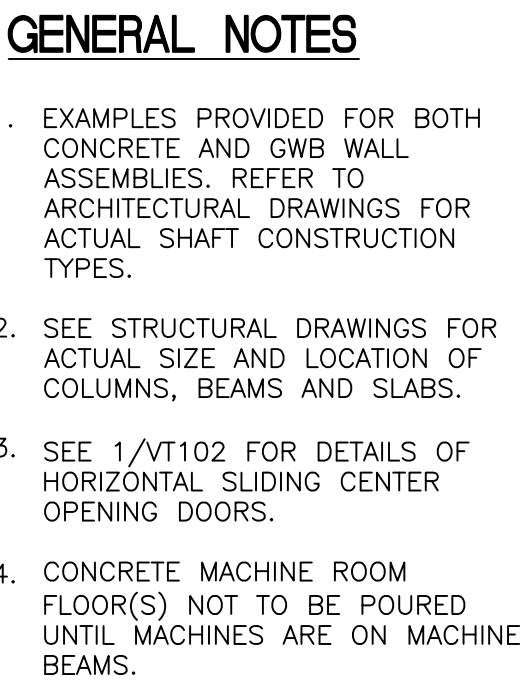 GENERAL NOTES
. EXAMPLES PROVIDED FOR BOTH
CONCRETE AND GWB WALL
ASSEMBLIES. REFER TO
ARCHITECTURAL DRAWINGS FOR
ACTUAL SHAFT CONSTRUCTION
TYPES.
2. SEE STRUCTURAL DRAWINGS FOR
ACTUAL SIZE AND LOCATION OF
COLUMNS, BEAMS AND SLABS.
3. SEE 1/VT102 FOR DETAILS OF
HORIZONTAL SLIDING CENTER
OPENING DOORS.
4. CONCRETE MACHINE ROOM
FLOOR(S) NOT TO BE POURED
UNTIL MACHINES ARE ON MACHINE
BEAMS.